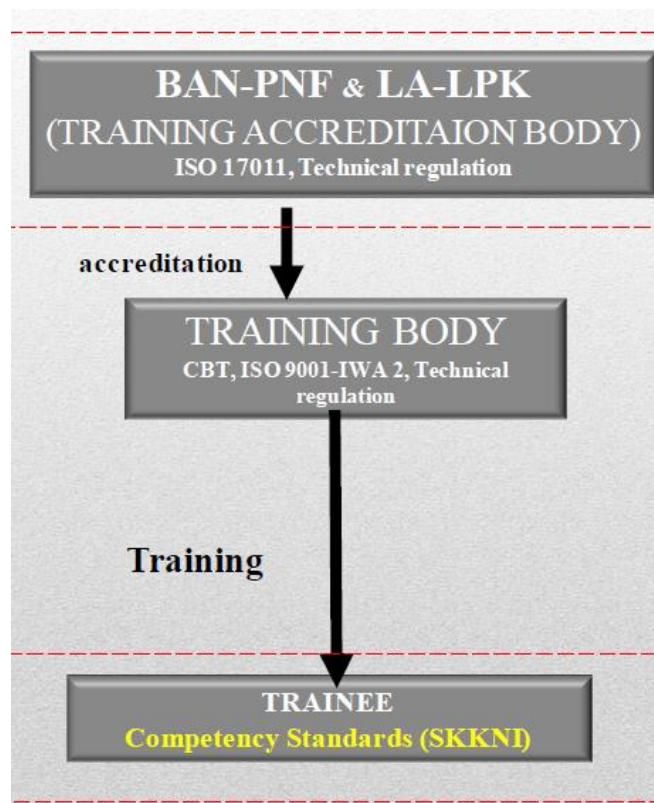 BAN-PNF & LA-LPK
(TRAINING ACCREDITAION BODY)
ISO 17011, Technical regulation
accreditation
TRAINING BODY
CBT, ISO 9001-IWA 2, Technical
regulation
Training
TRAINEE
Competency Standards (SKKNI)